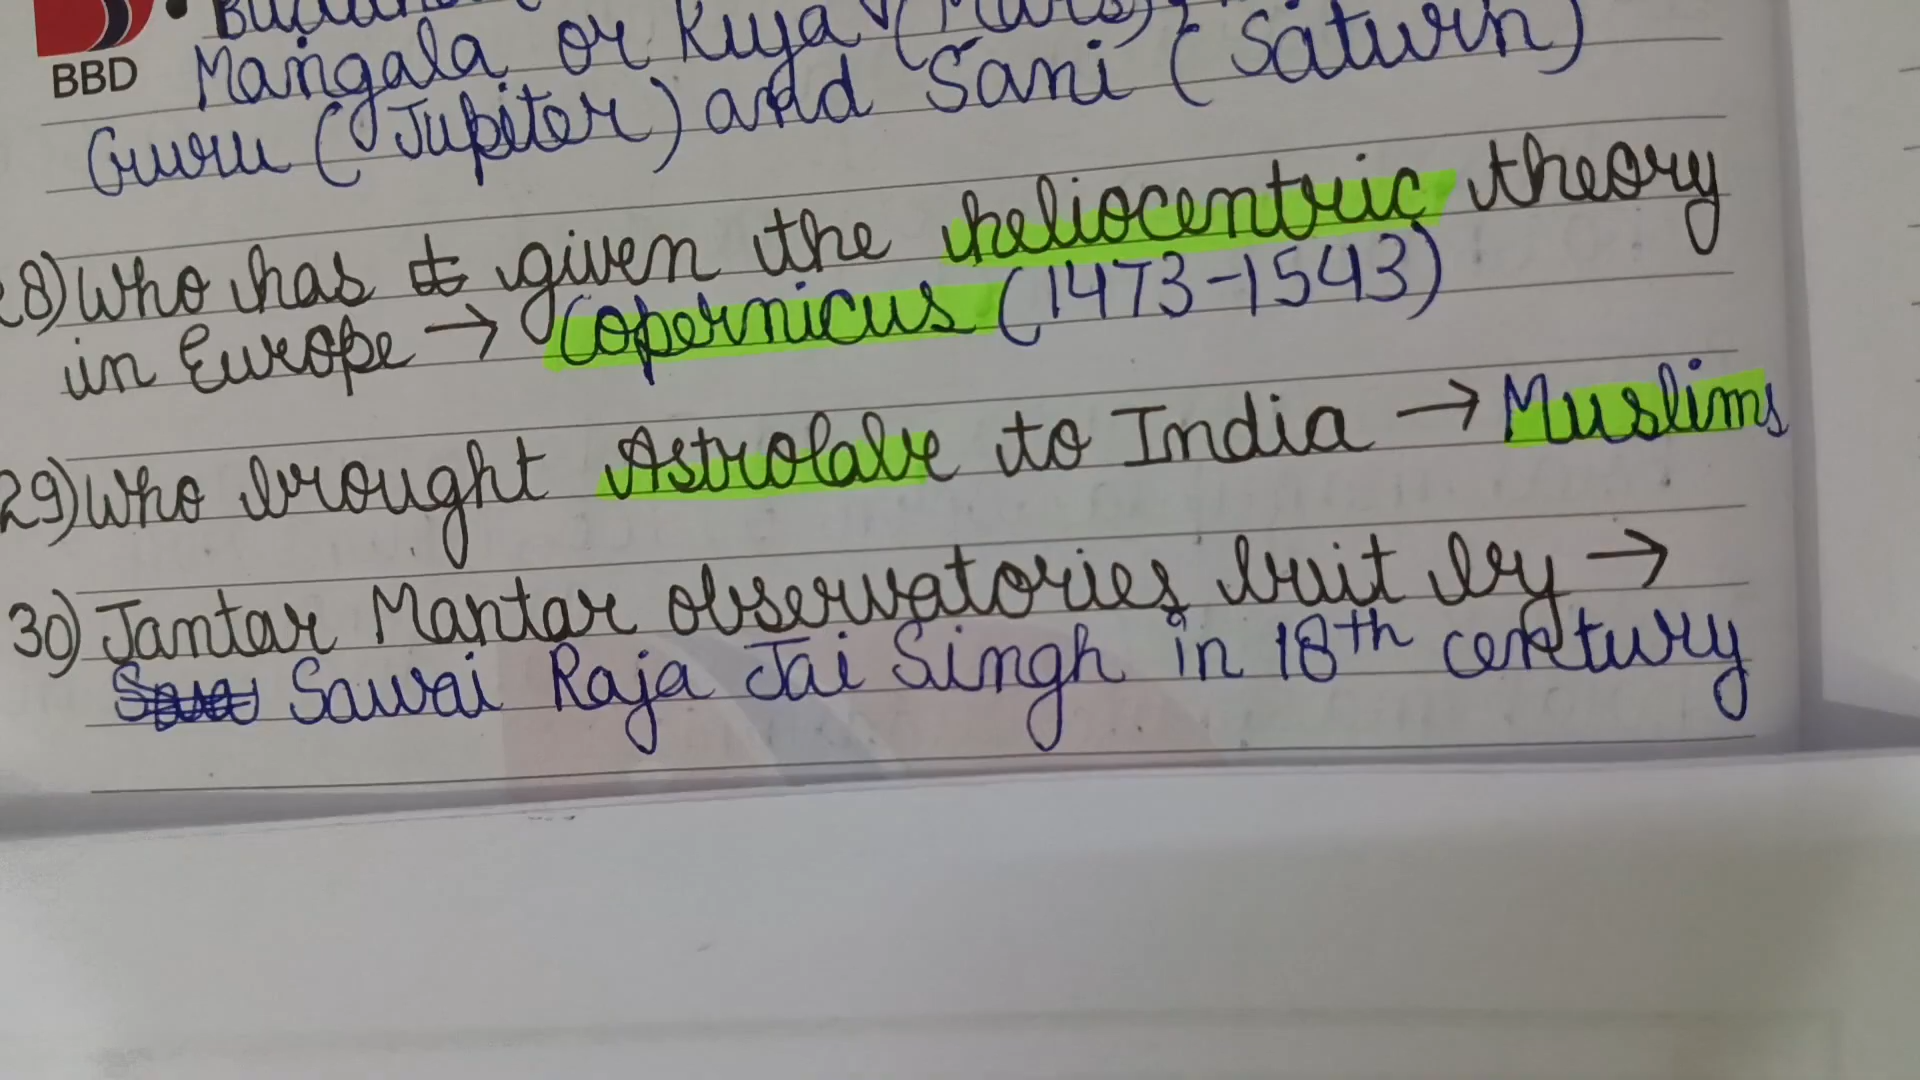 BBD
Mangala or Kuja (Mars),
Guru (Jupiter) and Sani (Saturn)
28) Who has given the heliocentric theory
in Europe → Copernicus (1473-1543)
29) Who brought Astrolabe to India → Muslims
30) Jantar Mantar observatories buit by →
Sawai Raja Jai Singh in 18th century